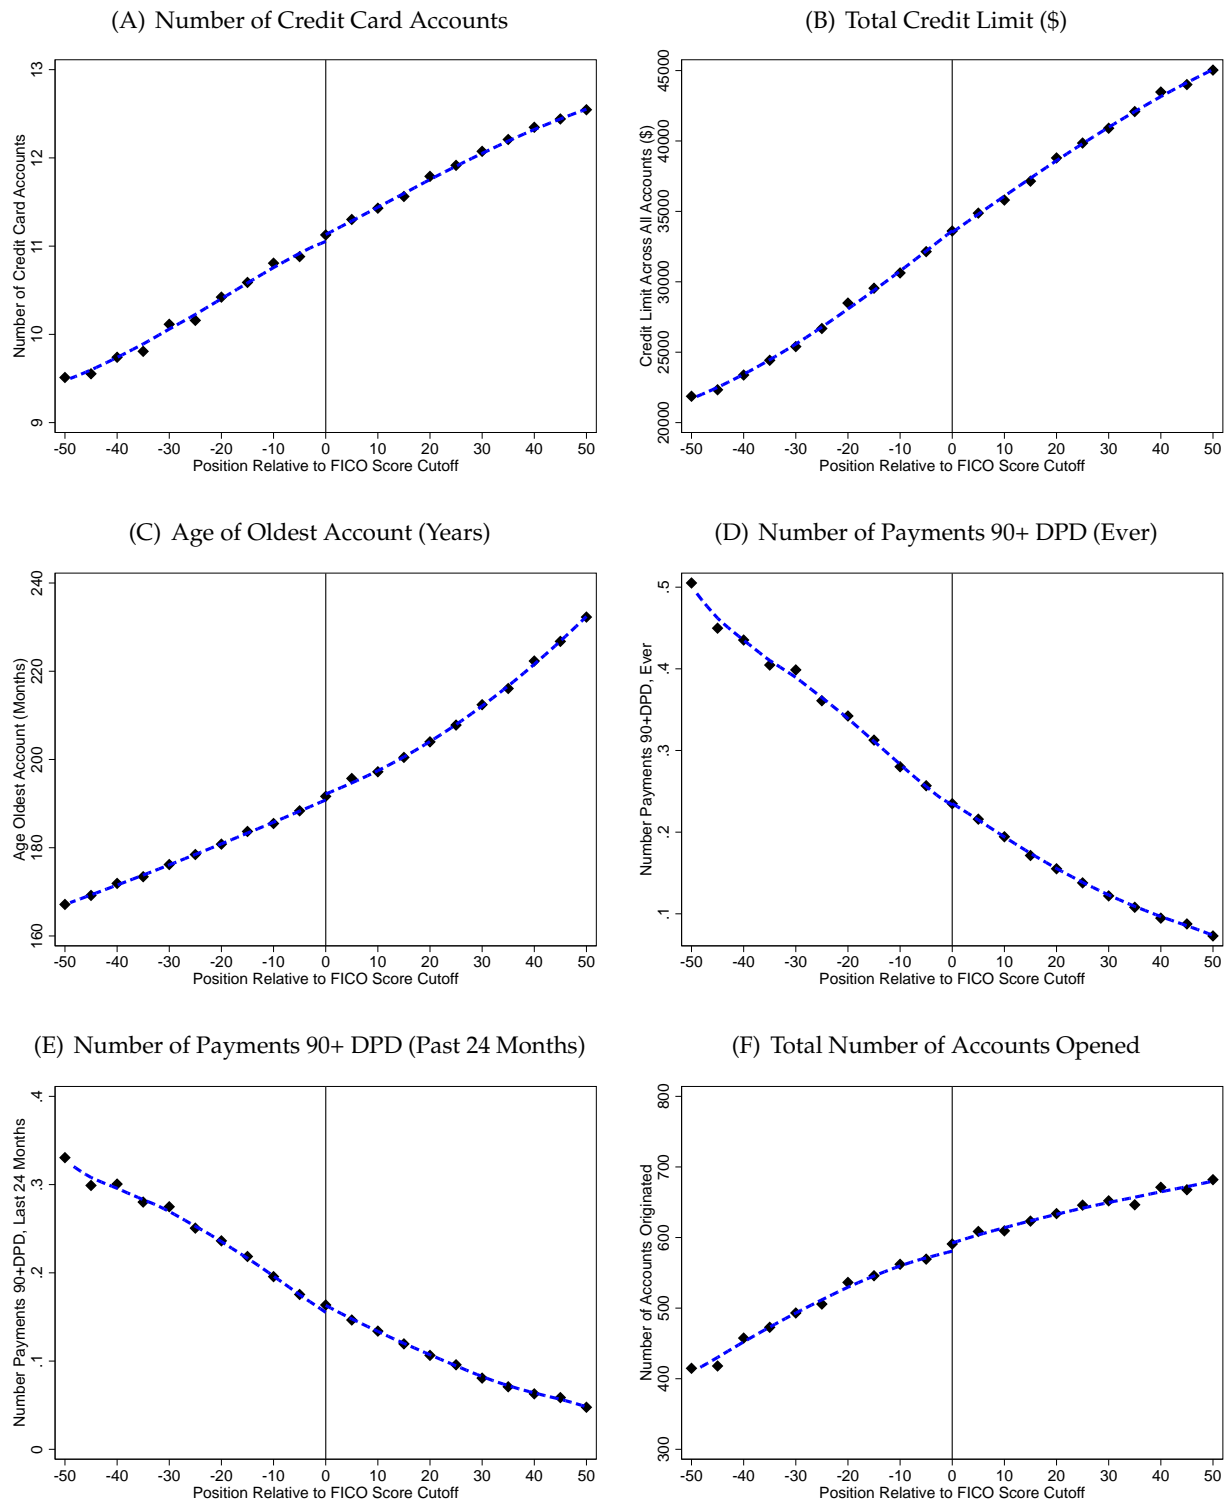 (A) Number of Credit Card Accounts
Number of Credit Card Accounts
13
12
11
10
9
-50 -40 -30 -20 -10 0 10 20 30 40 50
Position Relative to FICO Score Cutoff
(B) Total Credit Limit ($)
Credit Limit Across All Accounts ($)
45000
40000
35000
30000
25000
20000
-50 -40 -30 -20 -10 0 10 20 30 40 50
Position Relative to FICO Score Cutoff
(C) Age of Oldest Account (Years)
Age Oldest Account (Months)
240
220
200
180
160
-50 -40 -30 -20 -10 0 10 20 30 40 50
Position Relative to FICO Score Cutoff
(D) Number of Payments 90+ DPD (Ever)
Number Payments 90+DPD, Ever
.5
.4
.3
.2
.1
-50 -40 -30 -20 -10 0 10 20 30 40 50
Position Relative to FICO Score Cutoff
(E) Number of Payments 90+ DPD (Past 24 Months)
Number Payments 90+DPD, Last 24 Months
.4
.3
.2
.1
0
-50 -40 -30 -20 -10 0 10 20 30 40 50
Position Relative to FICO Score Cutoff
(F) Total Number of Accounts Opened
Number of Accounts Originated
800
700
600
500
400
300
-50 -40 -30 -20 -10 0 10 20 30 40 50
Position Relative to FICO Score Cutoff